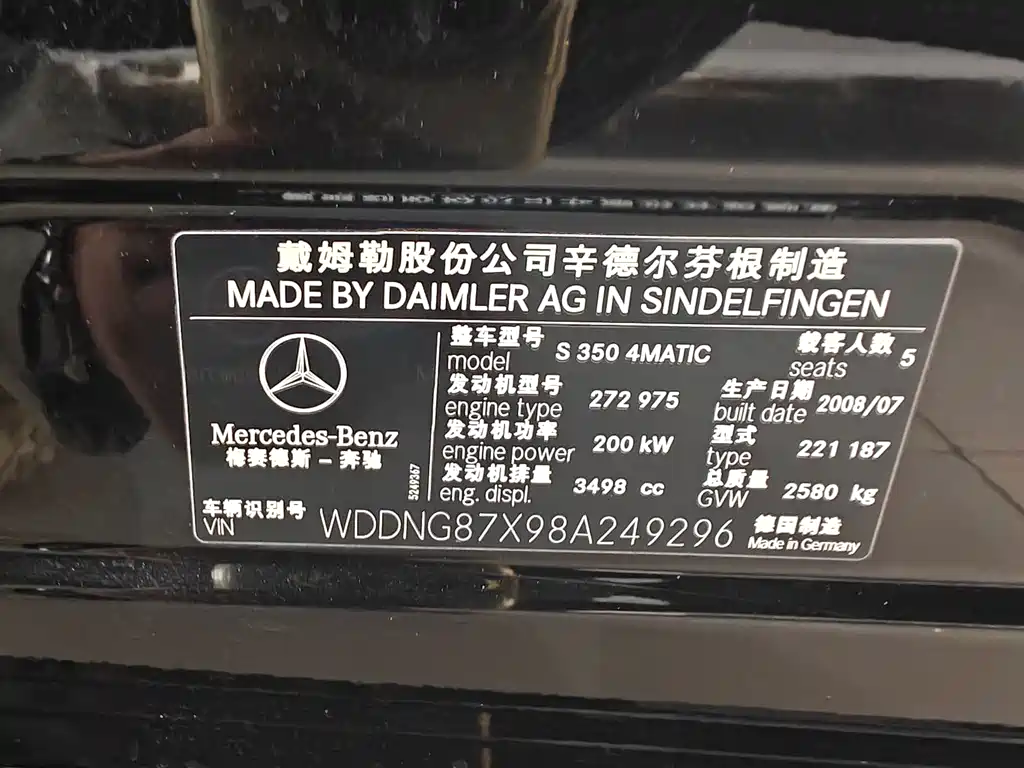 戴姆勒股份公司辛德尔芬根制造
MADE BY DAIMLER AG IN SINDELFINGEN
Mercedes-Benz
梅赛德斯 - 奔驰
5249367
整车型号 model S 350 4MATIC 载客人数 seats 5
发动机型号 engine type 272 975 生产日期 built date 2008/07
发动机功率 engine power 200 kW 型式 type 221 187
发动机排量 eng. displ. 3498 cc 总质量 GVW 2580 kg
车辆识别号 VIN WDDNG87X98A249296 德国制造 Made in Germany